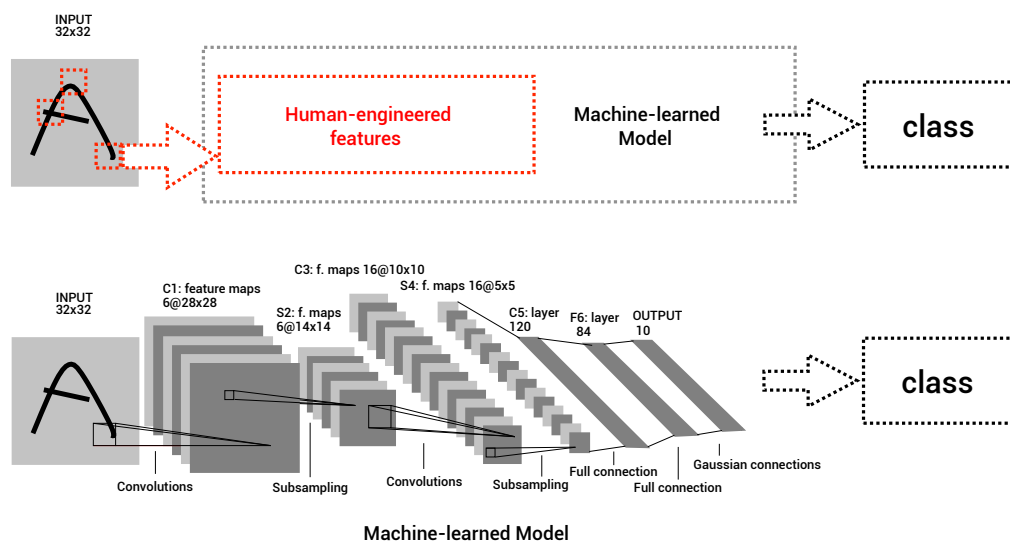 INPUT
32x32
Human-engineered
features
Machine-learned
Model
class
INPUT
32x32
C1: feature maps
6@28x28
S2: f. maps
6@14x14
C3: f. maps 16@10x10
S4: f. maps 16@5x5
C5: layer
120
F6: layer
84
OUTPUT
10
class
Convolutions
Subsampling
Convolutions
Subsampling
Full connection
Full connection
Gaussian connections
Machine-learned Model